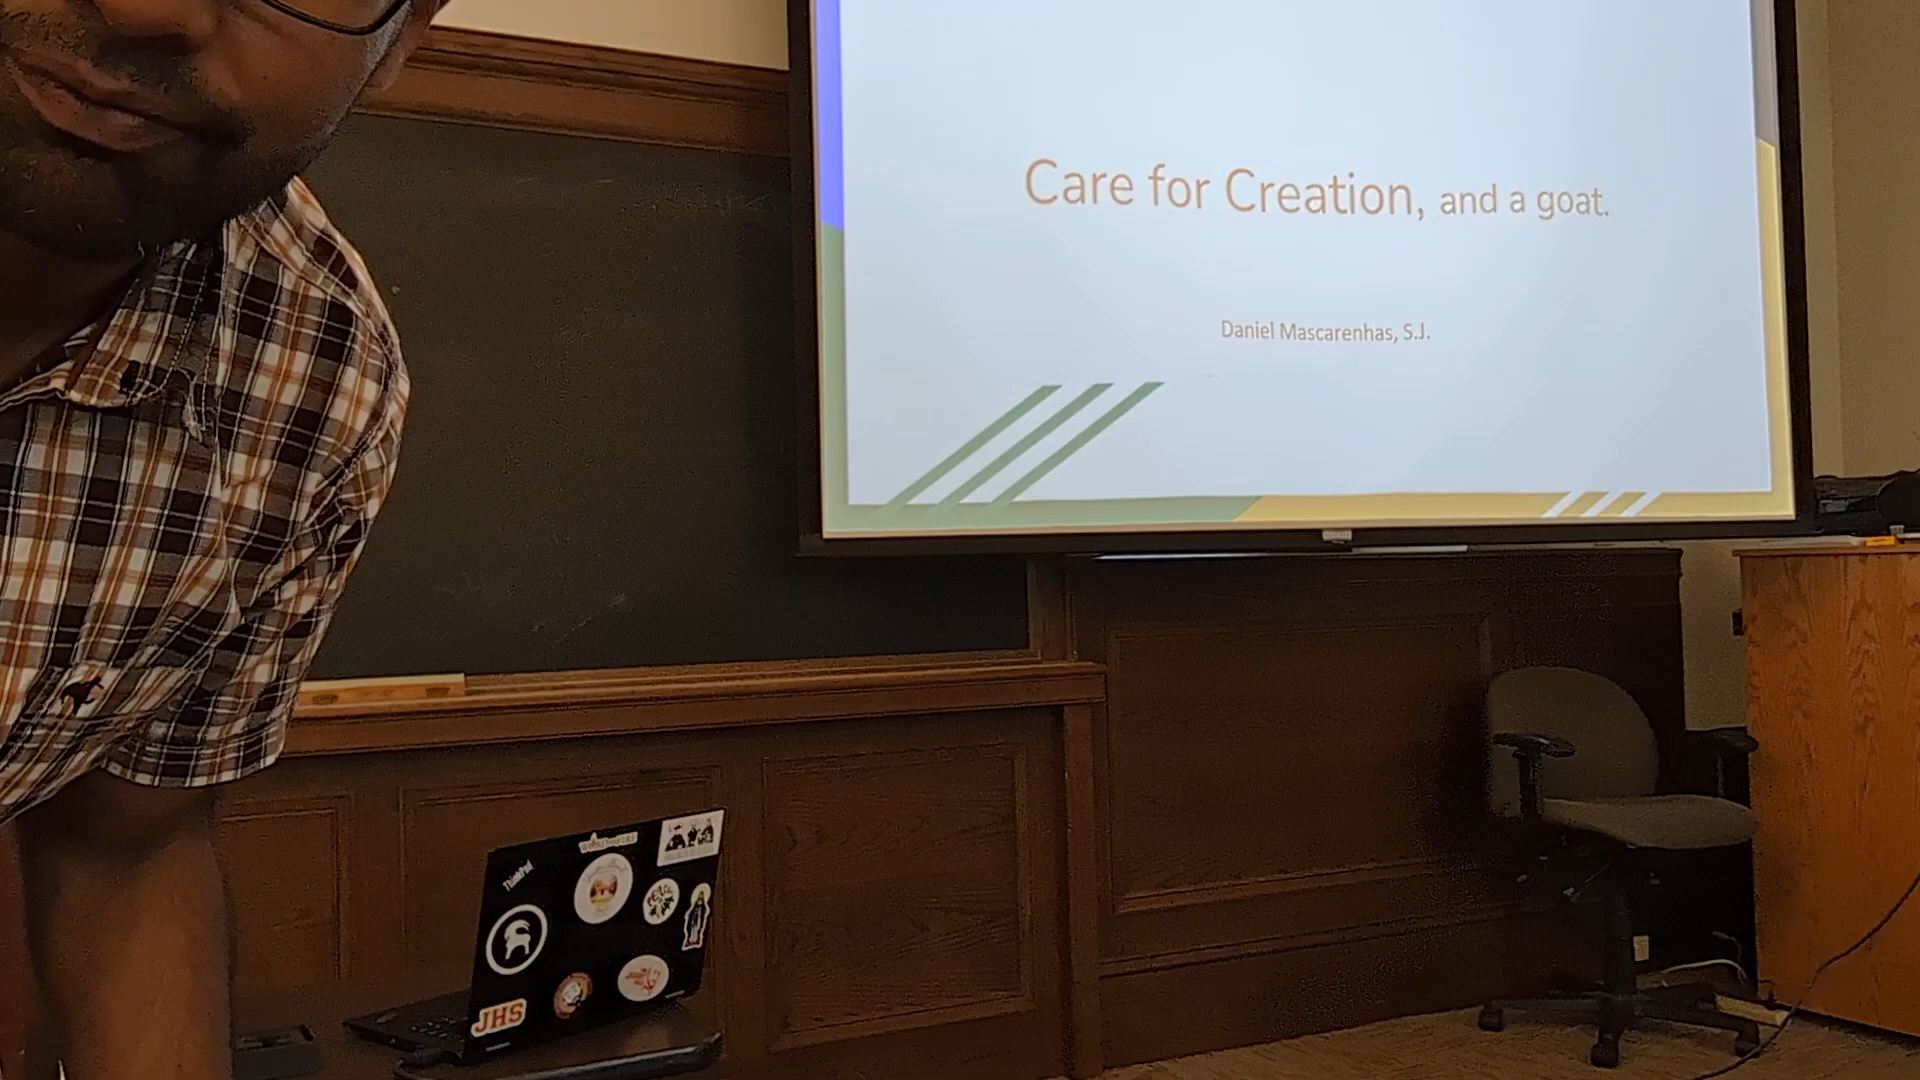 Care for Creation, and a goat.
Daniel Mascarenhas, S.J.
ThinkPad
JHS